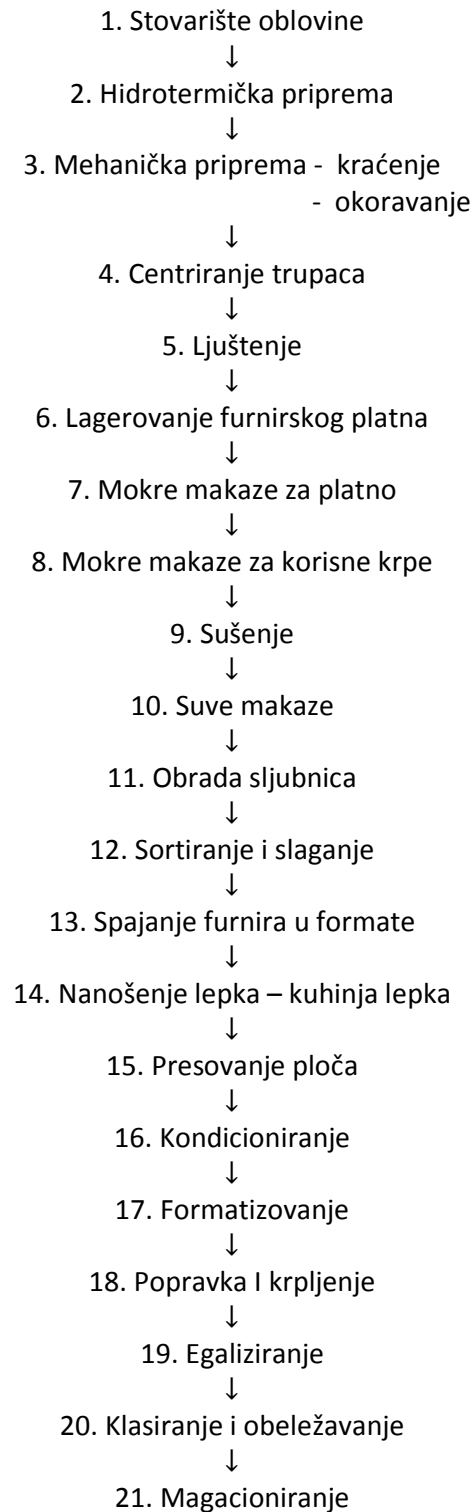 1. Stovarište oblovine
↓
2. Hidrotermička priprema
↓
3. Mehanička priprema - kraćenje
- okoravanje
↓
4. Centriranje trupaca
↓
5. Ljuštenje
↓
6. Lagerovanje furnirskog platna
↓
7. Mokre makaze za platno
↓
8. Mokre makaze za korisne krpe
↓
9. Sušenje
↓
10. Suve makaze
↓
11. Obrada sljubnica
↓
12. Sortiranje i slaganje
↓
13. Spajanje furnira u formate
↓
14. Nanošenje lepka – kuhinja lepka
↓
15. Presovanje ploča
↓
16. Kondicioniranje
↓
17. Formatizovanje
↓
18. Popravka I krpljenje
↓
19. Egaliziranje
↓
20. Klasiranje i obeležavanje
↓
21. Magacioniranje